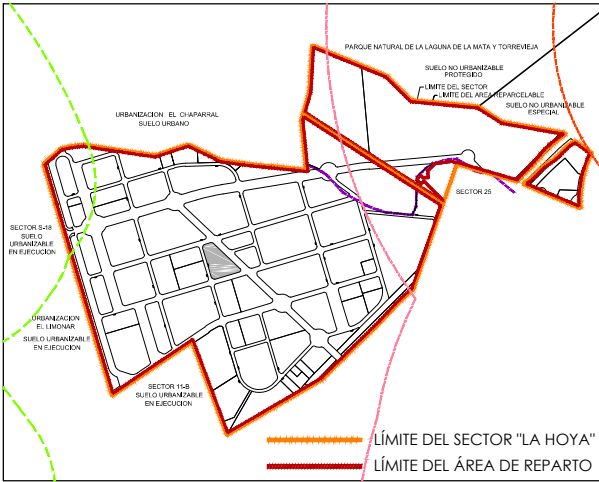 PARQUE NATURAL DE LA LAGUNA DE LA MATA Y TORREVIEJA
SUELO NO URBANIZABLE
PROTEGIDO
LIMITE DEL SECTOR
LIMITE DEL AREA REPARCELABLE
SUELO NO URBANIZABLE
ESPECIAL
URBANIZACION EL CHAPARRAL
SUELO URBANO
SECTOR 25
SECTOR S-18
SUELO
URBANIZABLE
EN EJECUCION
URBANIZACION
EL LIMONAR
SUELO URBANIZABLE
EN EJECUCION
SECTOR 11-B
SUELO URBANIZABLE
EN EJECUCION
LÍMITE DEL SECTOR "LA HOYA"
LÍMITE DEL ÁREA DE REPARTO